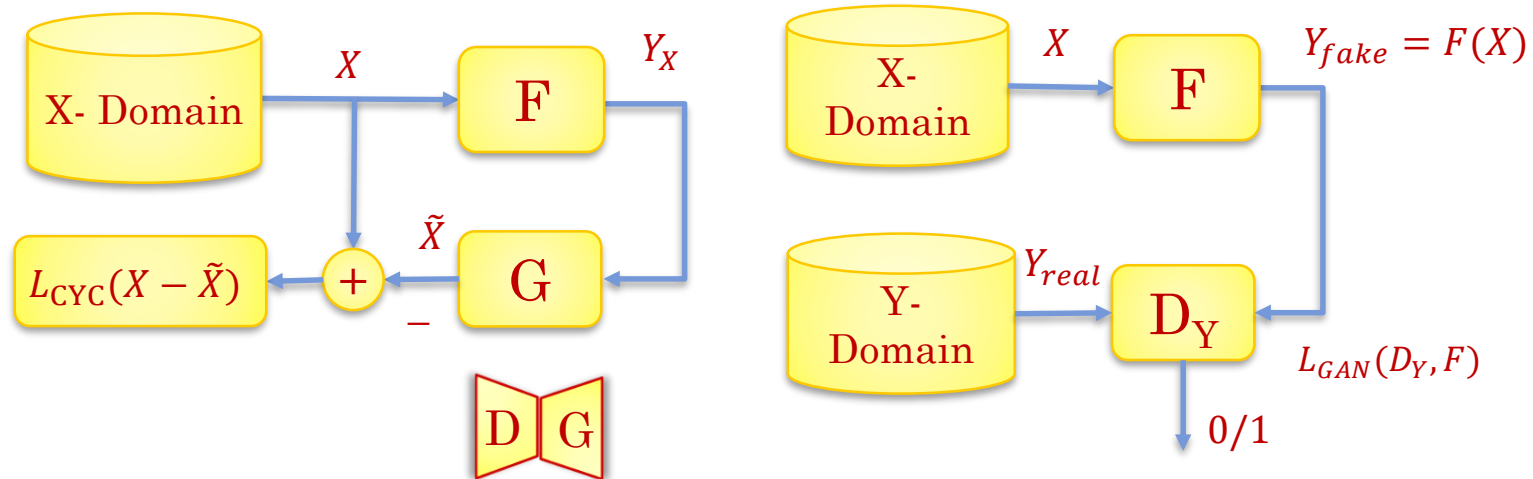 X- Domain
X
F
Y_X
L_CYC(X − X̃)
+
−
X̃
G
D G
X-
Domain
X
F
Y_fake = F(X)
Y-
Domain
Y_real
D_Y
L_GAN(D_Y, F)
0/1